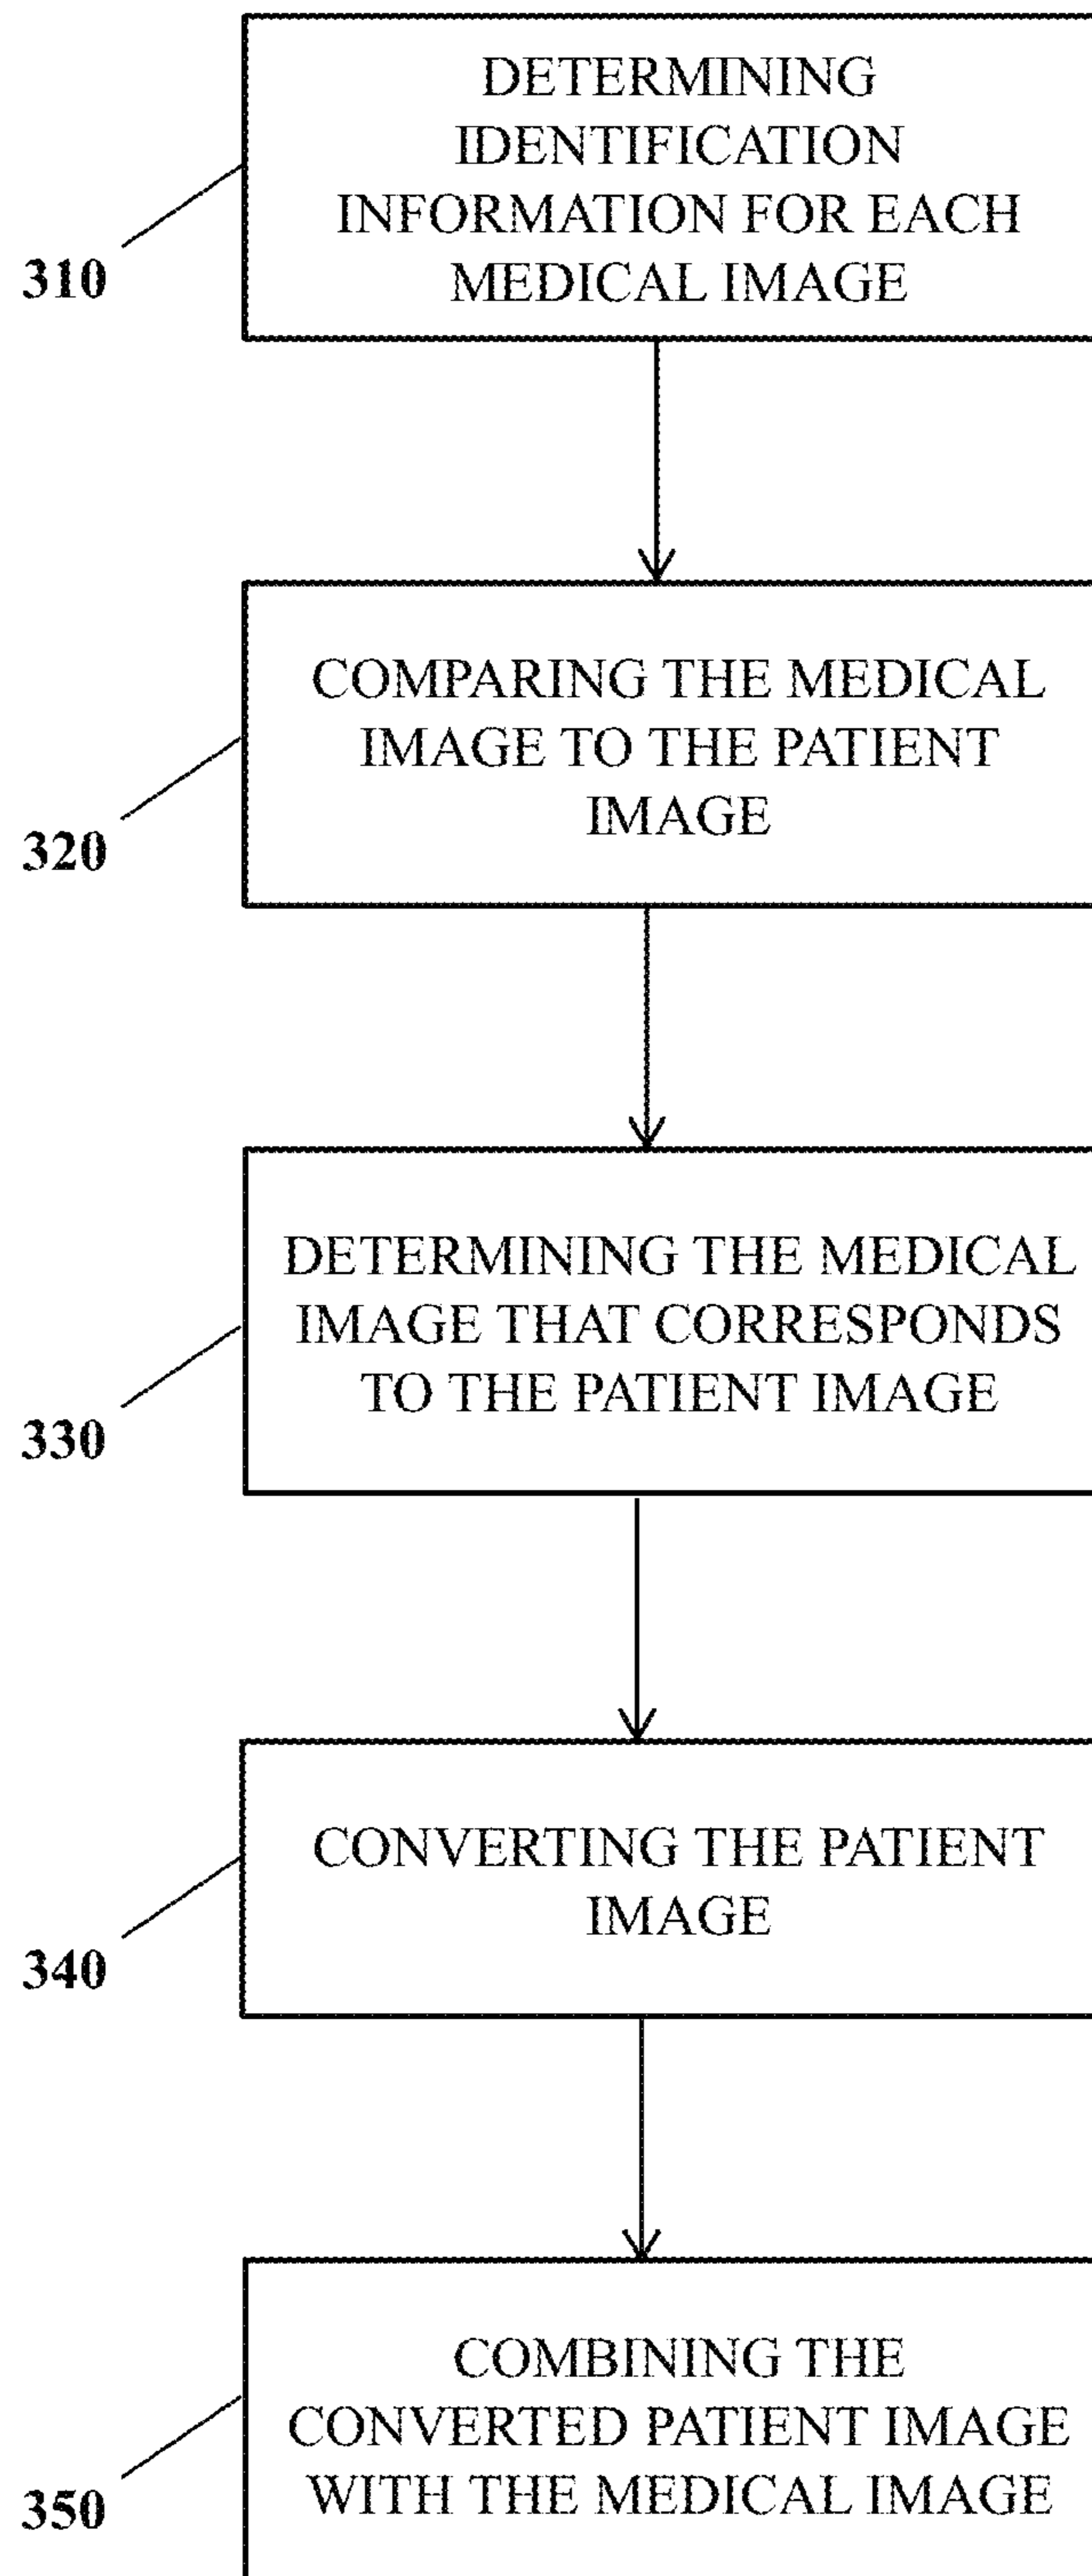 DETERMINING
IDENTIFICATION
INFORMATION FOR EACH
MEDICAL IMAGE
310
COMPARING THE MEDICAL
IMAGE TO THE PATIENT
IMAGE
320
DETERMINING THE MEDICAL
IMAGE THAT CORRESPONDS
TO THE PATIENT IMAGE
330
CONVERTING THE PATIENT
IMAGE
340
COMBINING THE
CONVERTED PATIENT IMAGE
WITH THE MEDICAL IMAGE
350